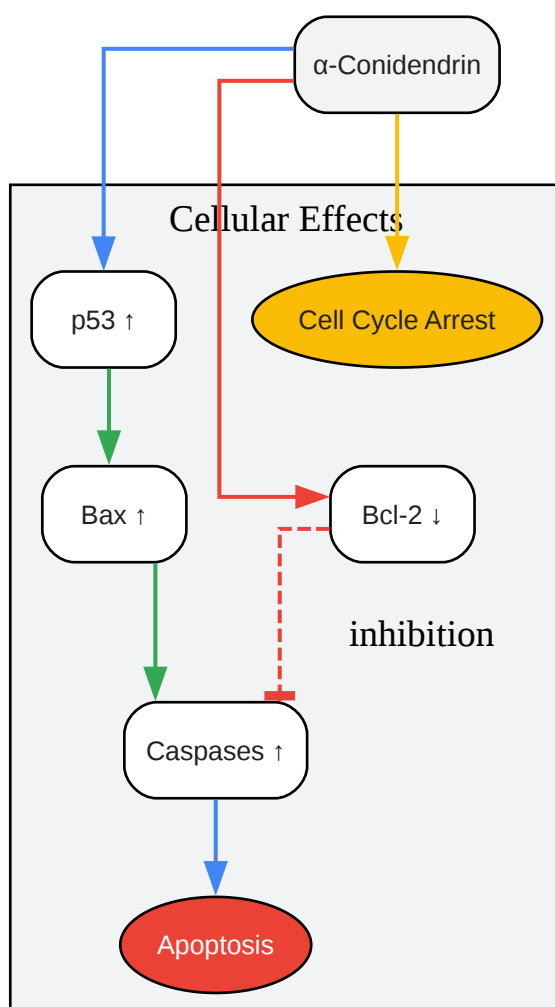 α-Conidendrin
Cellular Effects
p53 ↑
Cell Cycle Arrest
Bax ↑
Bcl-2 ↓
inhibition
Caspases ↑
Apoptosis